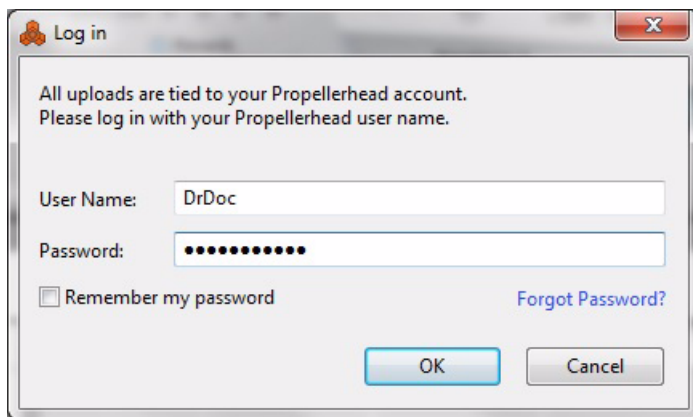 Log in
All uploads are tied to your Propellerhead account.
Please log in with your Propellerhead user name.
User Name: DrDoc
Password: •••••••••••
Remember my password Forgot Password?
OK Cancel